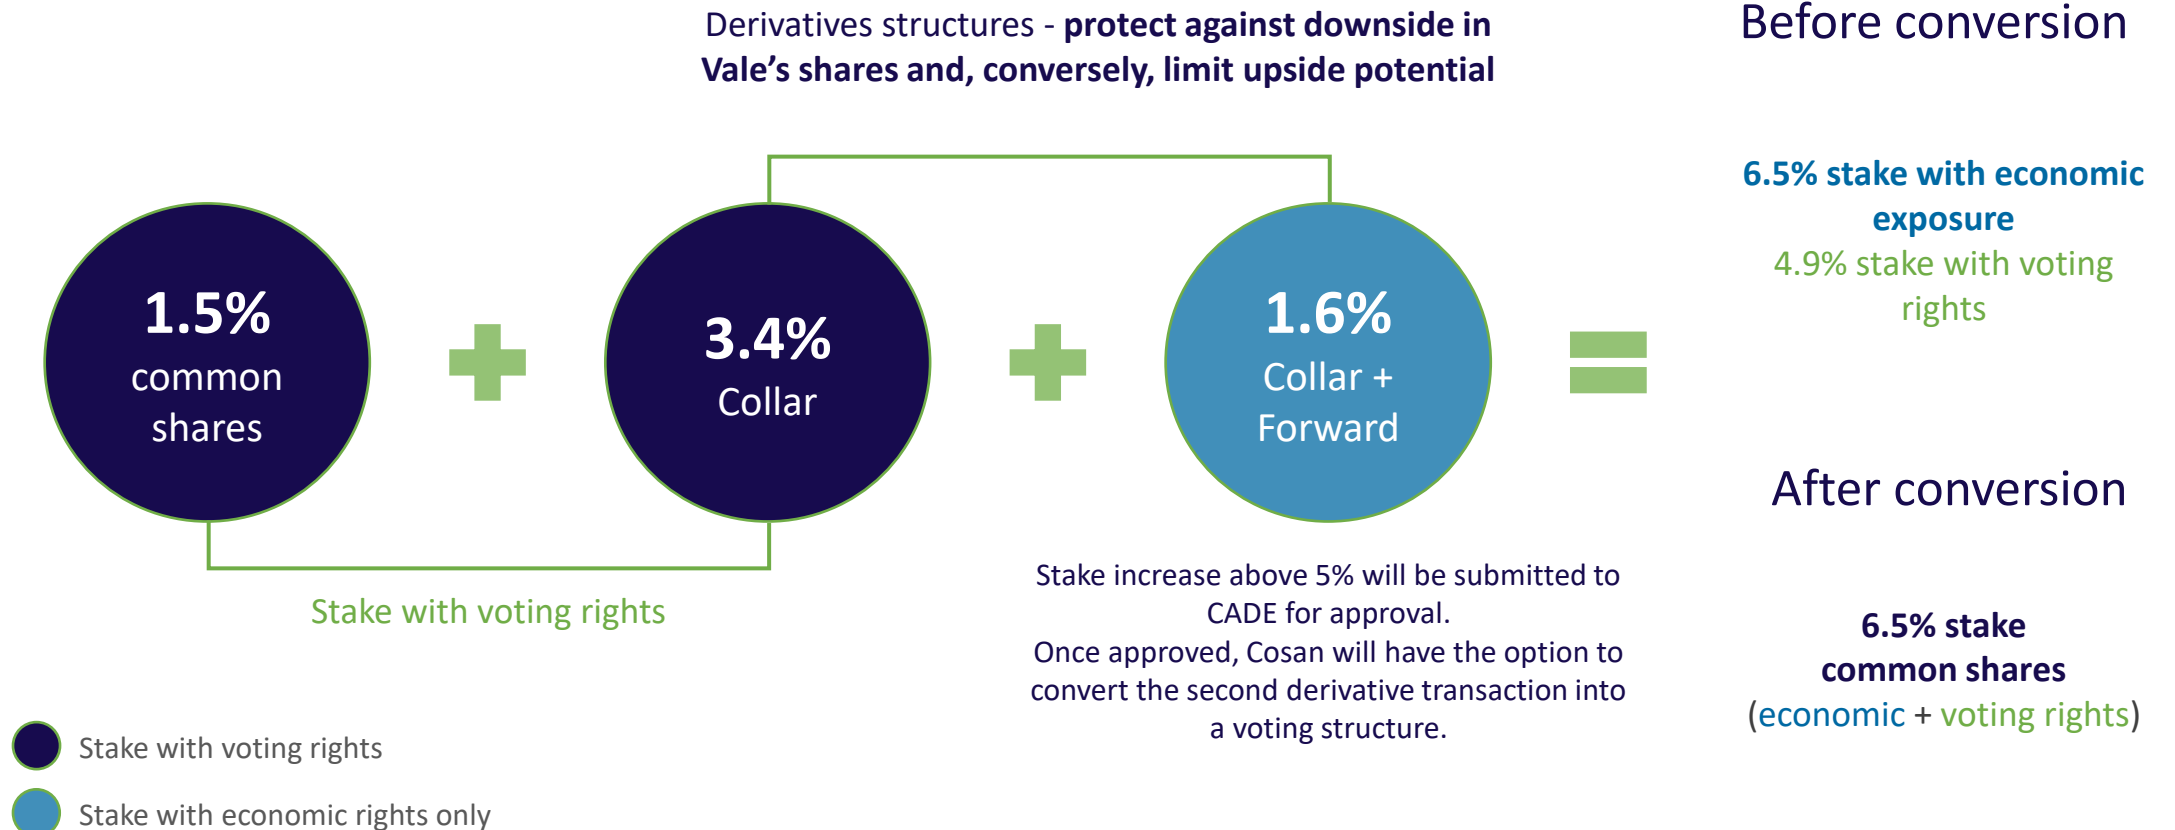 Derivatives structures - protect against downside in
Vale's shares and, conversely, limit upside potential
Before conversion
6.5% stake with economic
exposure
4.9% stake with voting
rights
1.5%
common
shares
3.4%
Collar
1.6%
Collar +
Forward
After conversion
Stake with voting rights
Stake increase above 5% will be submitted to
CADE for approval.
Once approved, Cosan will have the option to
convert the second derivative transaction into
a voting structure.
6.5% stake
common shares
(economic + voting rights)
Stake with voting rights
Stake with economic rights only